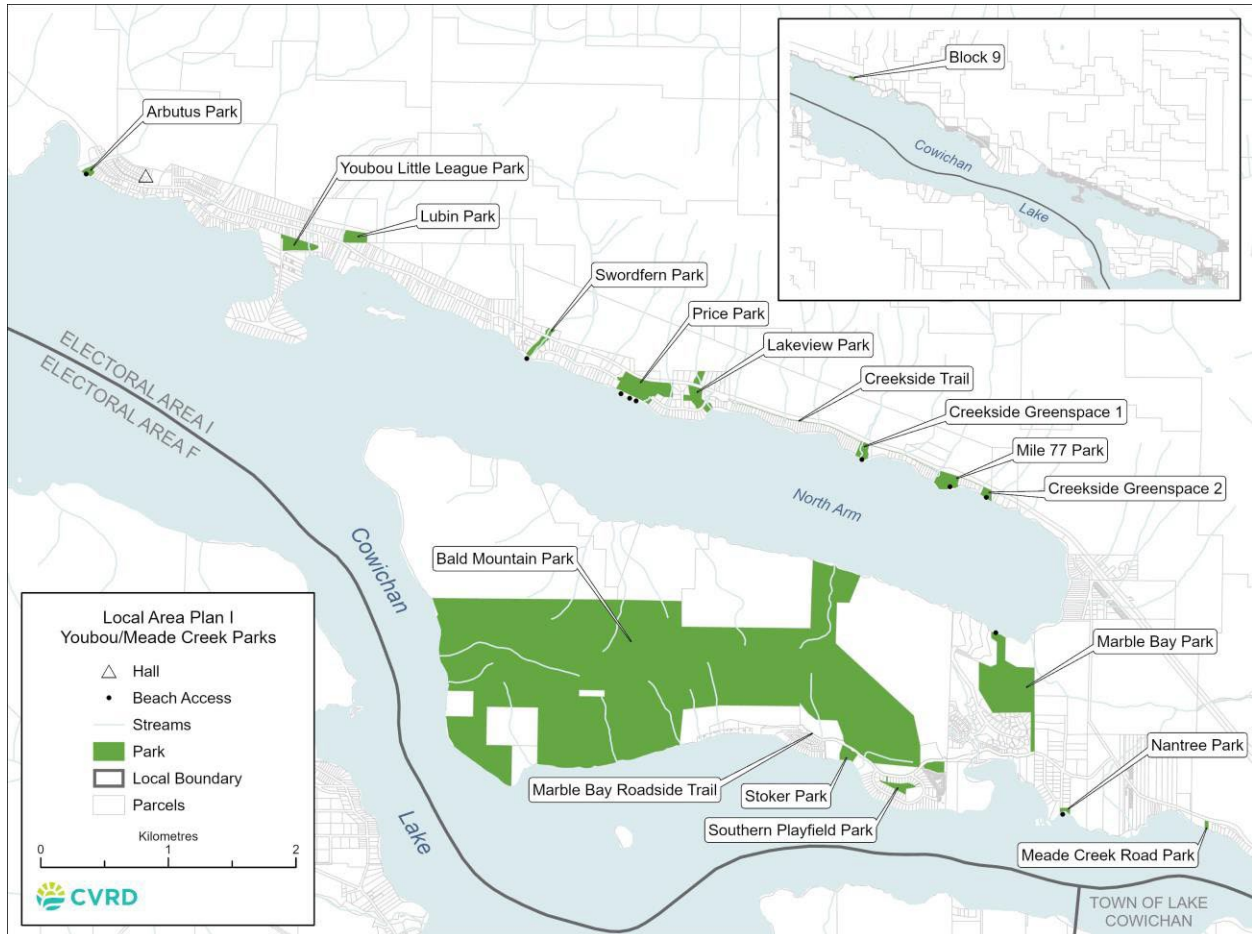 Block 9
Cowichan
Lake
Arbutus Park
Youbou Little League Park
Lubin Park
Swordfern Park
Price Park
Lakeview Park
Creekside Trail
Creekside Greenspace 1
Mile 77 Park
Creekside Greenspace 2
ELECTORAL AREA I
ELECTORAL AREA F
North Arm
Cowichan
Lake
Bald Mountain Park
Marble Bay Park
Nantree Park
Marble Bay Roadside Trail
Stoker Park
Southern Playfield Park
Meade Creek Road Park
TOWN OF LAKE
COWICHAN
Local Area Plan I
Youbou/Meade Creek Parks
Hall
Beach Access
Streams
Park
Local Boundary
Parcels
Kilometres
0 1 2
CVRD